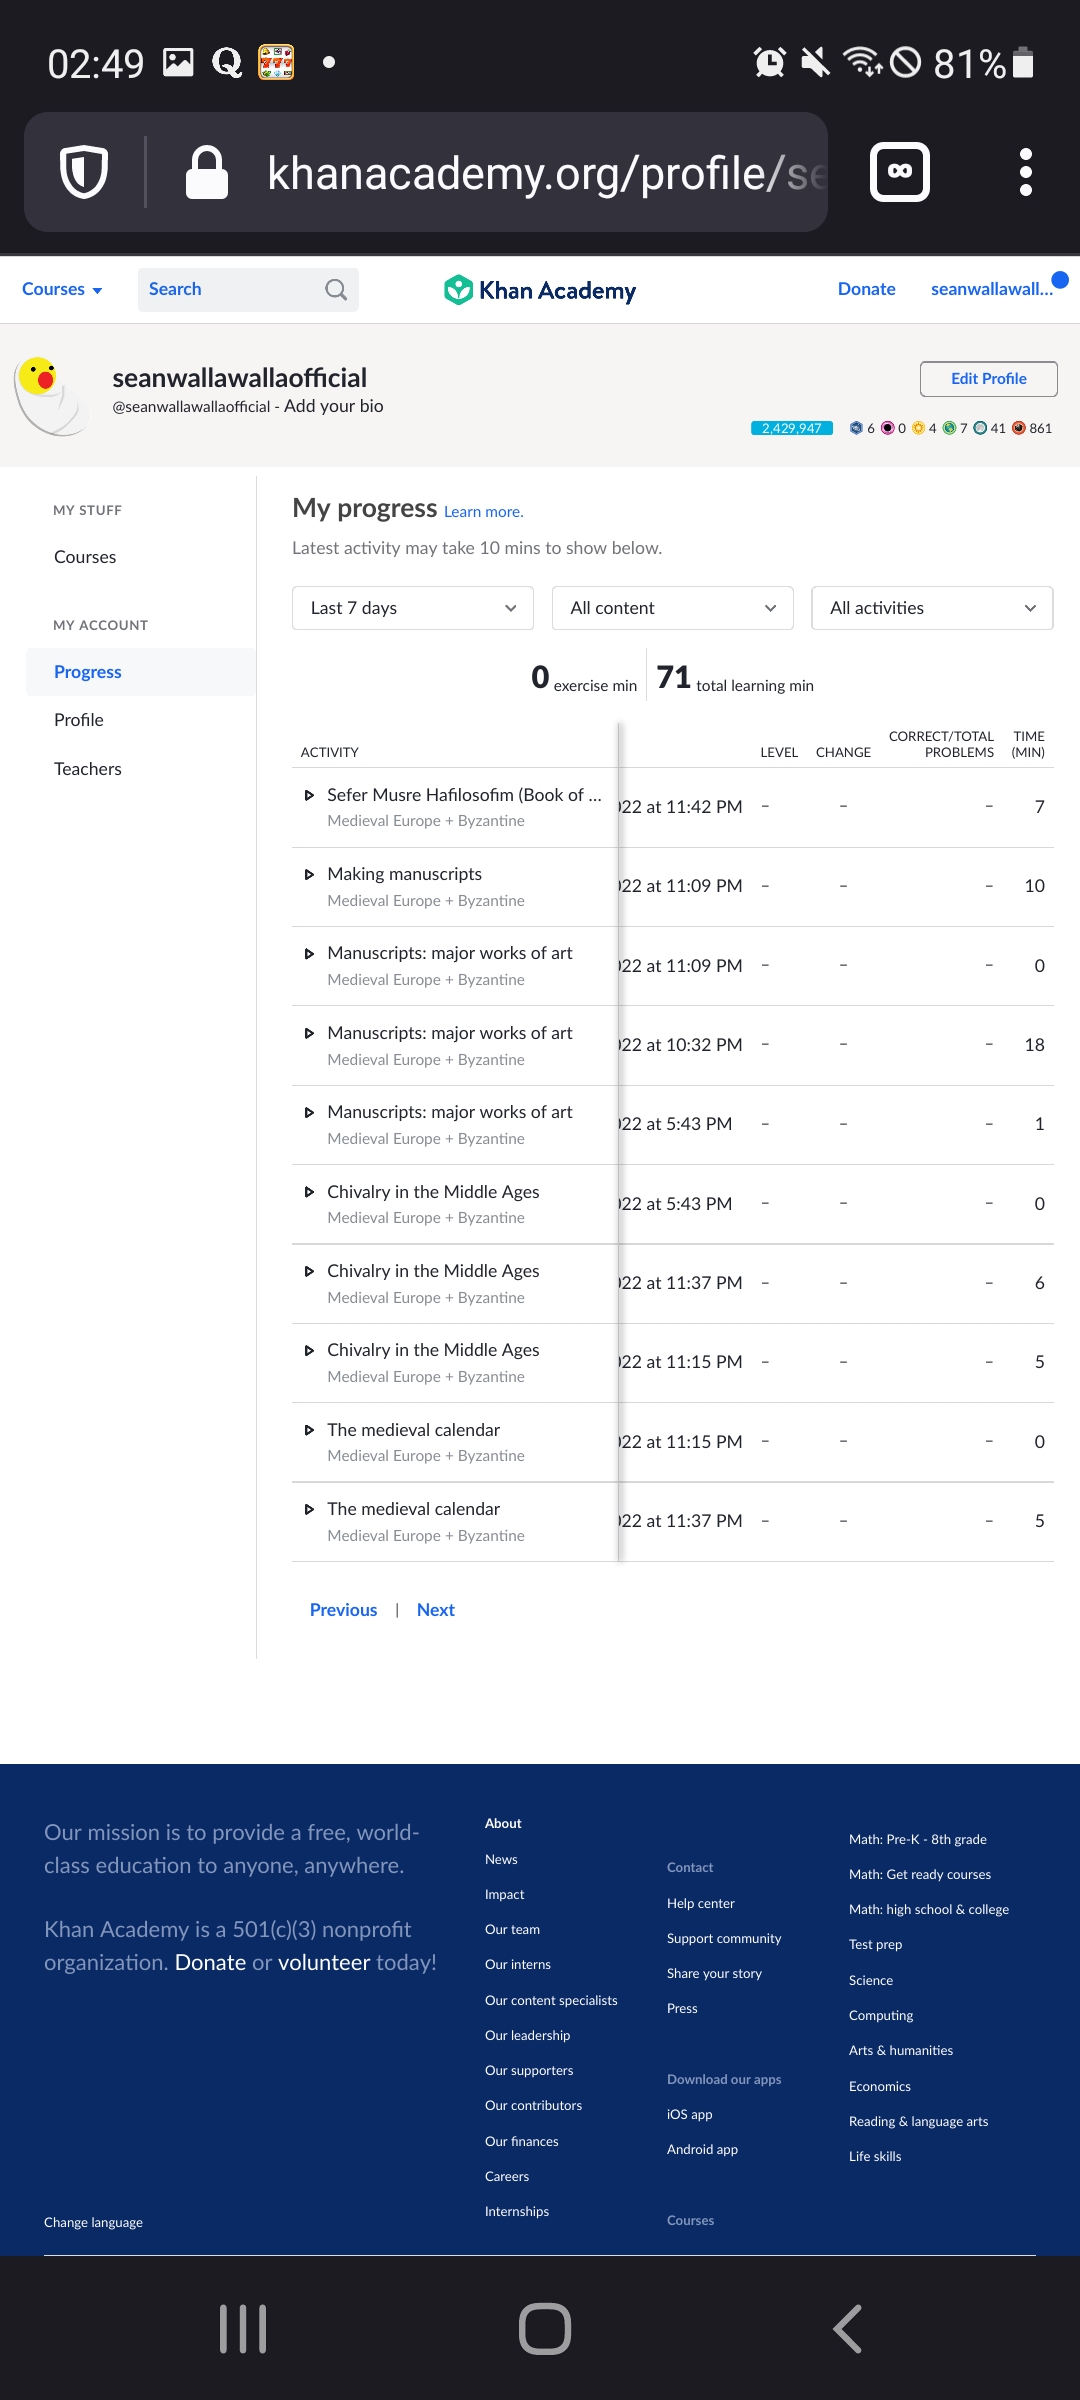 02:49
81%
khanacademy.org/profile/se
Courses
Search
Khan Academy
Donate
seanwallawall...
seanwallawallaofficial
@seanwallawallaofficial - Add your bio
Edit Profile
2,429,947 6 0 4 7 41 861
MY STUFF
Courses
MY ACCOUNT
Progress
Profile
Teachers
My progress Learn more.
Latest activity may take 10 mins to show below.
Last 7 days
All content
All activities
0 exercise min
71 total learning min
ACTIVITY LEVEL CHANGE CORRECT/TOTAL PROBLEMS TIME (MIN)
Sefer Musre Hafilosofim (Book of ... 022 at 11:42 PM – – – 7
Medieval Europe + Byzantine
Making manuscripts 022 at 11:09 PM – – – 10
Medieval Europe + Byzantine
Manuscripts: major works of art 022 at 11:09 PM – – – 0
Medieval Europe + Byzantine
Manuscripts: major works of art 022 at 10:32 PM – – – 18
Medieval Europe + Byzantine
Manuscripts: major works of art 022 at 5:43 PM – – – 1
Medieval Europe + Byzantine
Chivalry in the Middle Ages 022 at 5:43 PM – – – 0
Medieval Europe + Byzantine
Chivalry in the Middle Ages 022 at 11:37 PM – – – 6
Medieval Europe + Byzantine
Chivalry in the Middle Ages 022 at 11:15 PM – – – 5
Medieval Europe + Byzantine
The medieval calendar 022 at 11:15 PM – – – 0
Medieval Europe + Byzantine
The medieval calendar 022 at 11:37 PM – – – 5
Medieval Europe + Byzantine
Previous | Next
Our mission is to provide a free, world-
class education to anyone, anywhere.
Khan Academy is a 501(c)(3) nonprofit
organization. Donate or volunteer today!
About
News
Impact
Our team
Our interns
Our content specialists
Our leadership
Our supporters
Our contributors
Our finances
Careers
Internships
Contact
Help center
Support community
Share your story
Press
Download our apps
iOS app
Android app
Courses
Math: Pre-K - 8th grade
Math: Get ready courses
Math: high school & college
Test prep
Science
Computing
Arts & humanities
Economics
Reading & language arts
Life skills
Change language